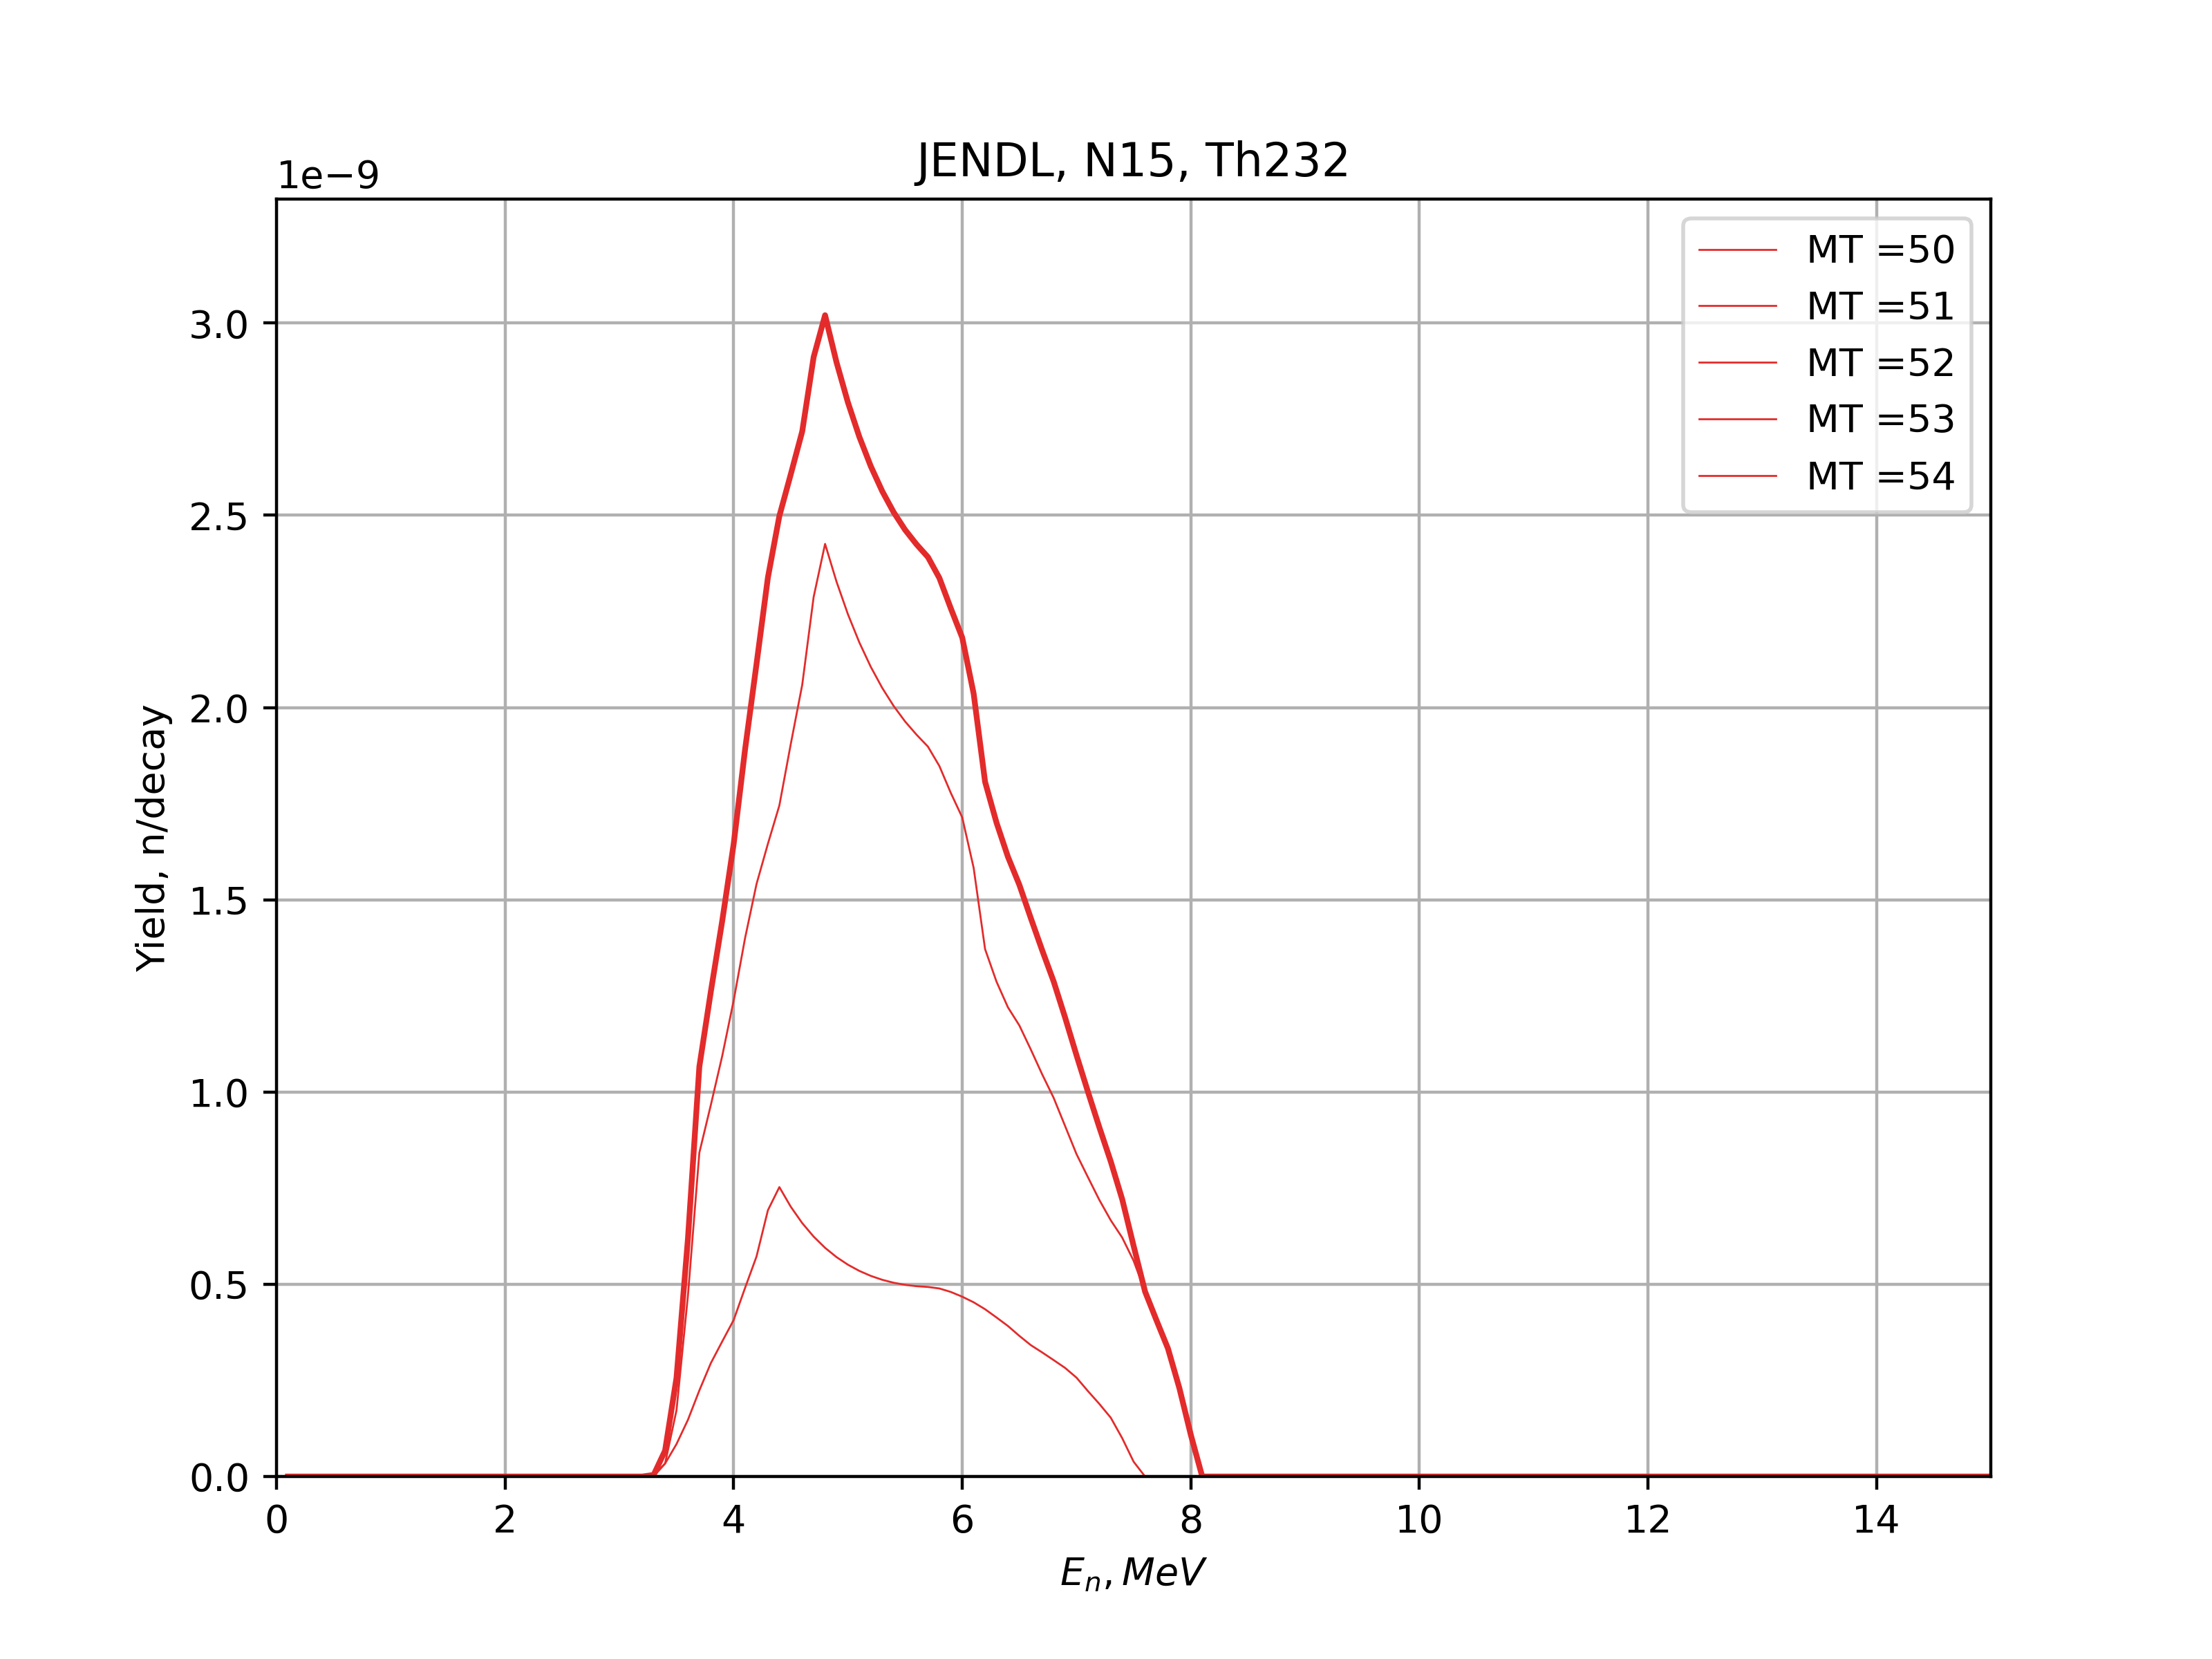 JENDL, N15, Th232
1e−9
MT =50
MT =51
MT =52
MT =53
MT =54
3.0
2.5
2.0
1.5
1.0
0.5
0.0
Yield, n/decay
0 2 4 6 8 10 12 14
E_n, MeV